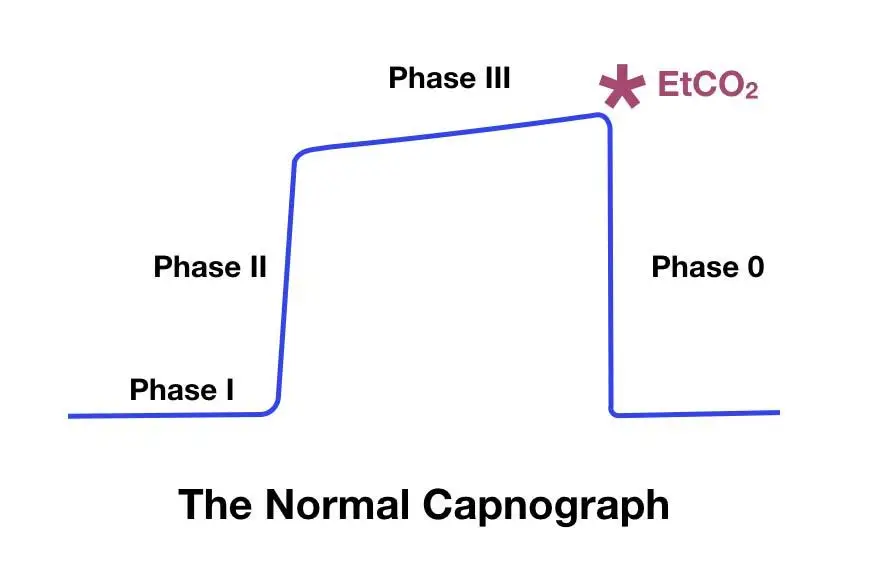 Phase III
EtCO₂
Phase II
Phase 0
Phase I
The Normal Capnograph